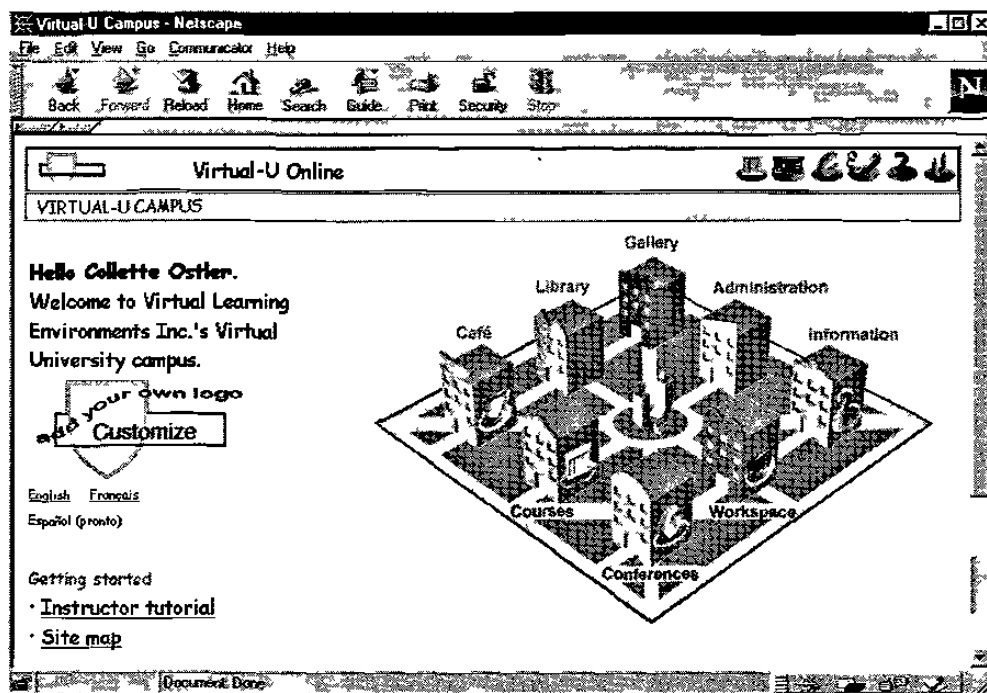 Virtual-U Campus - Netscape
File Edit View Go Communicator Help
Back Forward Reload Home Search Guide Print Security Stop
N
Virtual-U Online
VIRTUAL-U CAMPUS
Hello Collette Ostler.
Welcome to Virtual Learning
Environments Inc.'s Virtual
University campus.
add your own logo
Customize
English Français
Español (pronto)
Getting started
· Instructor tutorial
· Site map
Gallery
Library Administration
Café Information
Courses Workspace
Conferences
Document: Done